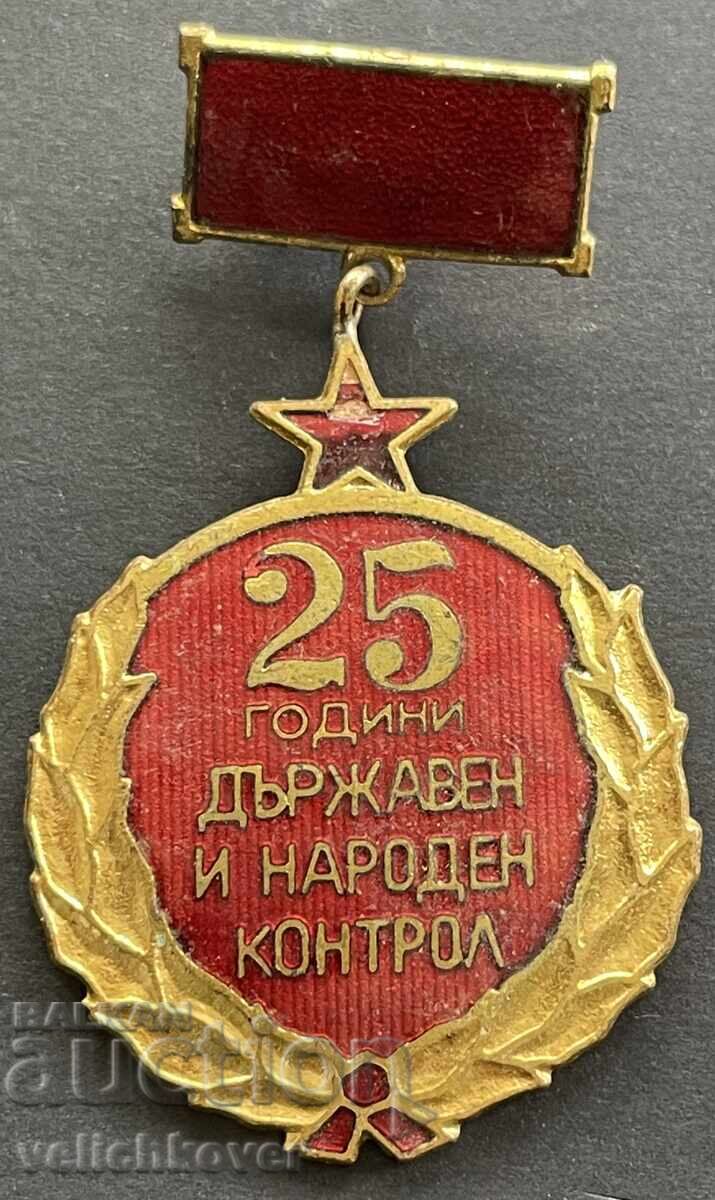 25
ГОДИНИ
ДЪРЖАВЕН
И НАРОДЕН
КОНТРОЛ
BALKAN
auction
velichkover